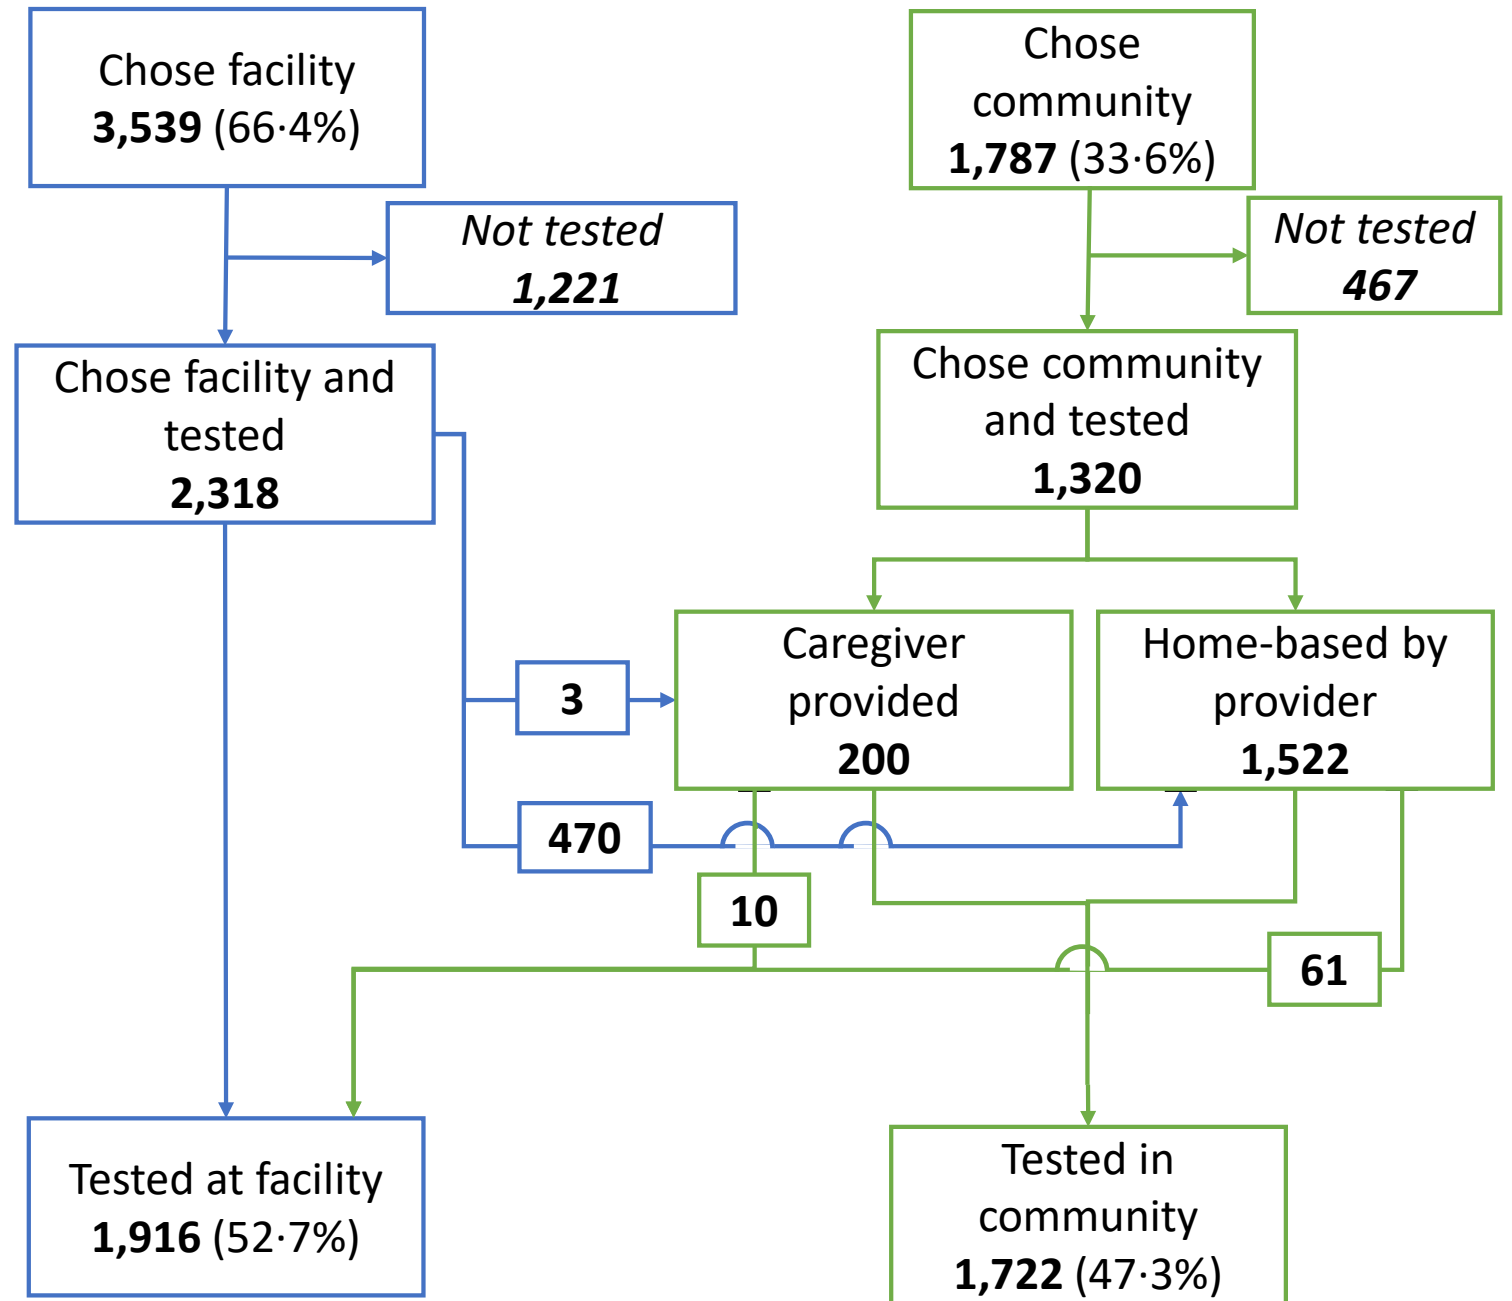 Chose facility
3,539 (66·4%)
Chose
community
1,787 (33·6%)
Not tested
1,221
Not tested
467
Chose facility and
tested
2,318
Chose community
and tested
1,320
Caregiver
provided
200
Home-based by
provider
1,522
3
470
10
61
Tested at facility
1,916 (52·7%)
Tested in
community
1,722 (47·3%)